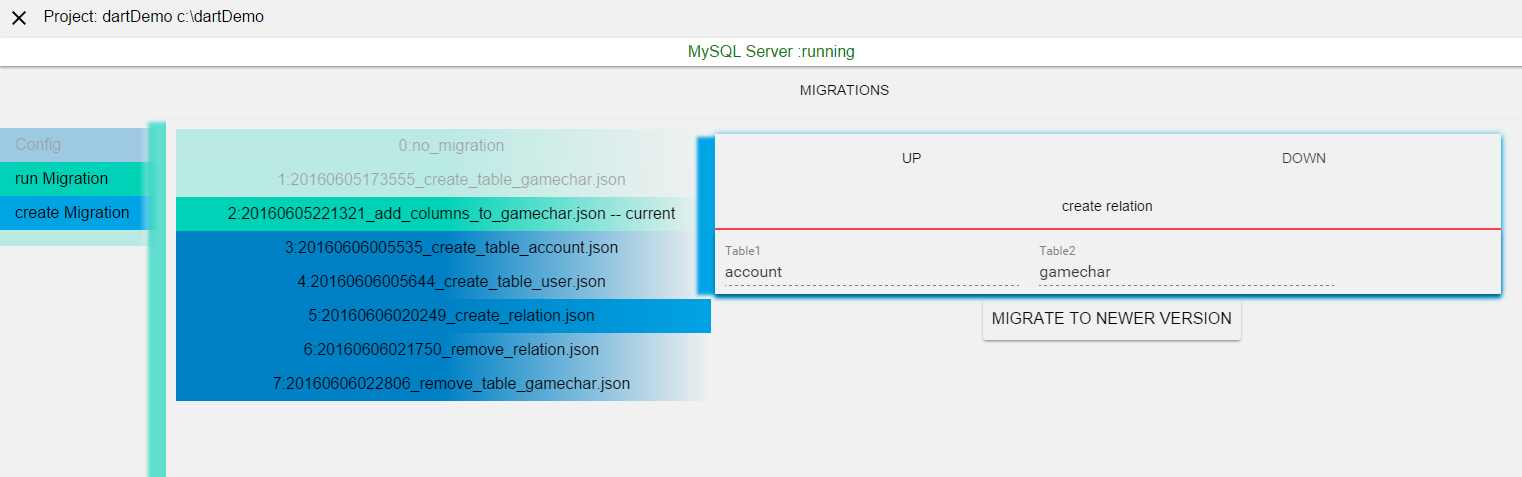 Project: dartDemo c:\dartDemo
MySQL Server :running
MIGRATIONS
Config
run Migration
create Migration
0:no_migration
1:20160605173555_create_table_gamechar.json
2:20160605221321_add_columns_to_gamechar.json -- current
3:20160606005535_create_table_account.json
4:20160606005644_create_table_user.json
5:20160606020249_create_relation.json
6:20160606021750_remove_relation.json
7:20160606022806_remove_table_gamechar.json
UP DOWN
create relation
Table1 Table2
account gamechar
MIGRATE TO NEWER VERSION